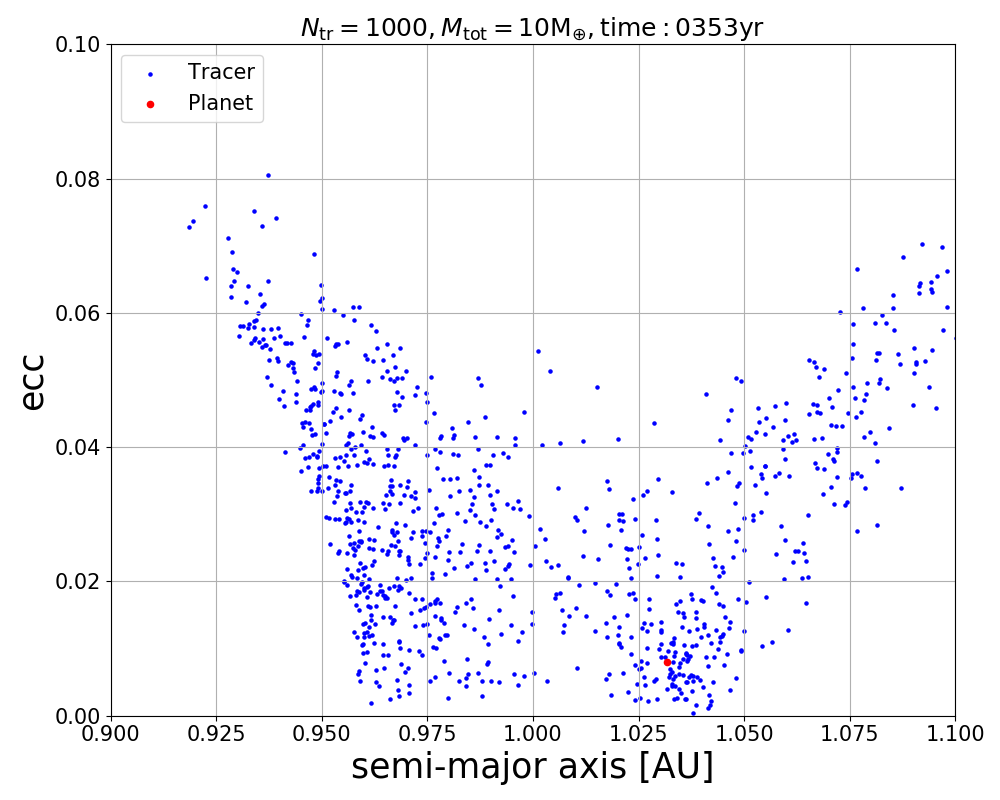 N_tr = 1000, M_tot = 10M_⊕, time : 0353yr
Tracer
Planet
0.10
0.08
0.06
0.04
0.02
0.00
ecc
0.900 0.925 0.950 0.975 1.000 1.025 1.050 1.075 1.100
semi-major axis [AU]